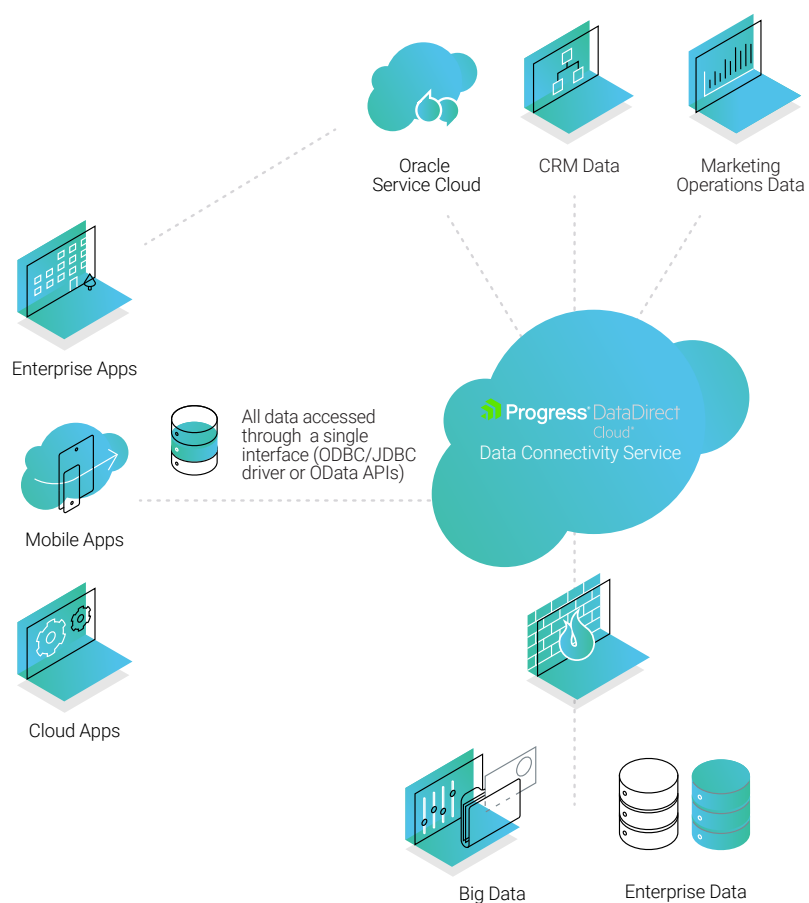 Oracle
Service Cloud
CRM Data
Marketing
Operations Data
Enterprise Apps
All data accessed
through a single
interface (ODBC/JDBC
driver or OData APIs)
Progress® DataDirect
Cloud®
Data Connectivity Service
Mobile Apps
Cloud Apps
Big Data
Enterprise Data